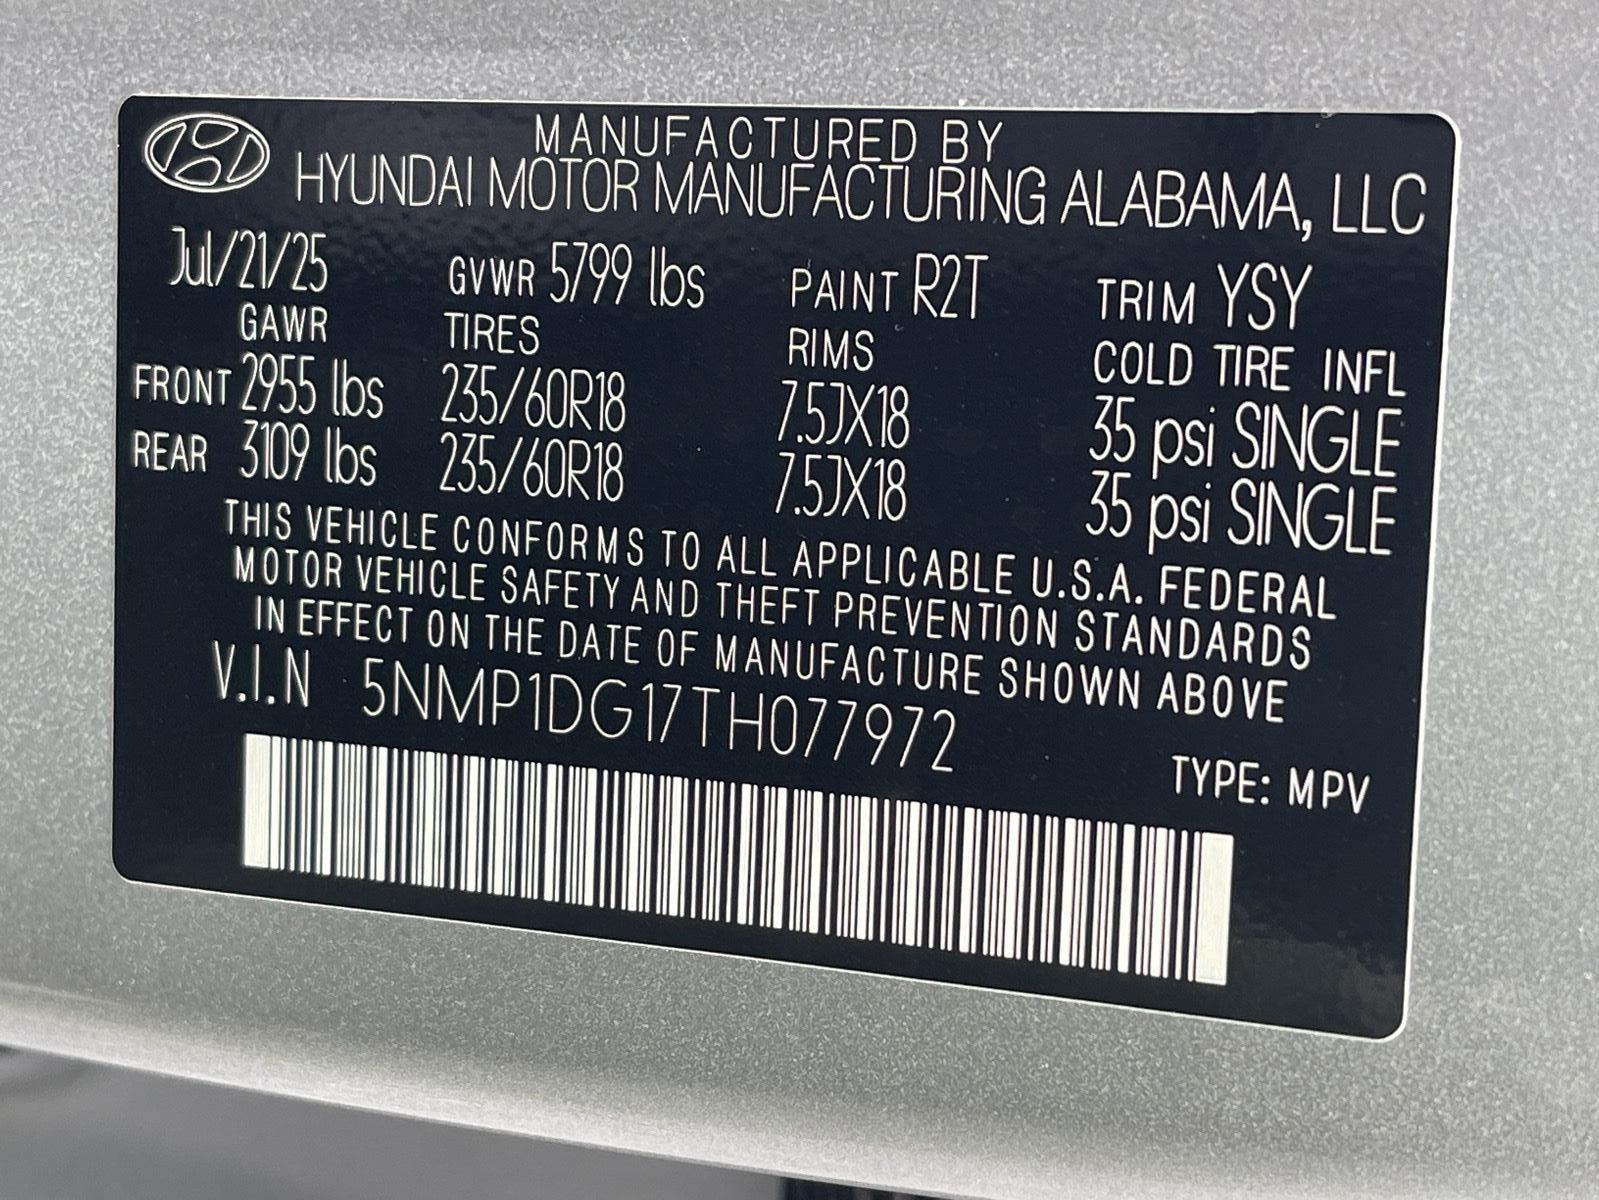 MANUFACTURED BY
HYUNDAI MOTOR MANUFACTURING ALABAMA, LLC
Jul/21/25 GVWR 5799 lbs PAINT R2T TRIM YSY
GAWR TIRES RIMS COLD TIRE INFL
FRONT 2955 lbs 235/60R18 7.5JX18 35 psi SINGLE
REAR 3109 lbs 235/60R18 7.5JX18 35 psi SINGLE
THIS VEHICLE CONFORMS TO ALL APPLICABLE U.S.A. FEDERAL
MOTOR VEHICLE SAFETY AND THEFT PREVENTION STANDARDS
IN EFFECT ON THE DATE OF MANUFACTURE SHOWN ABOVE
V.I.N 5NMP1DG17TH077972
TYPE: MPV